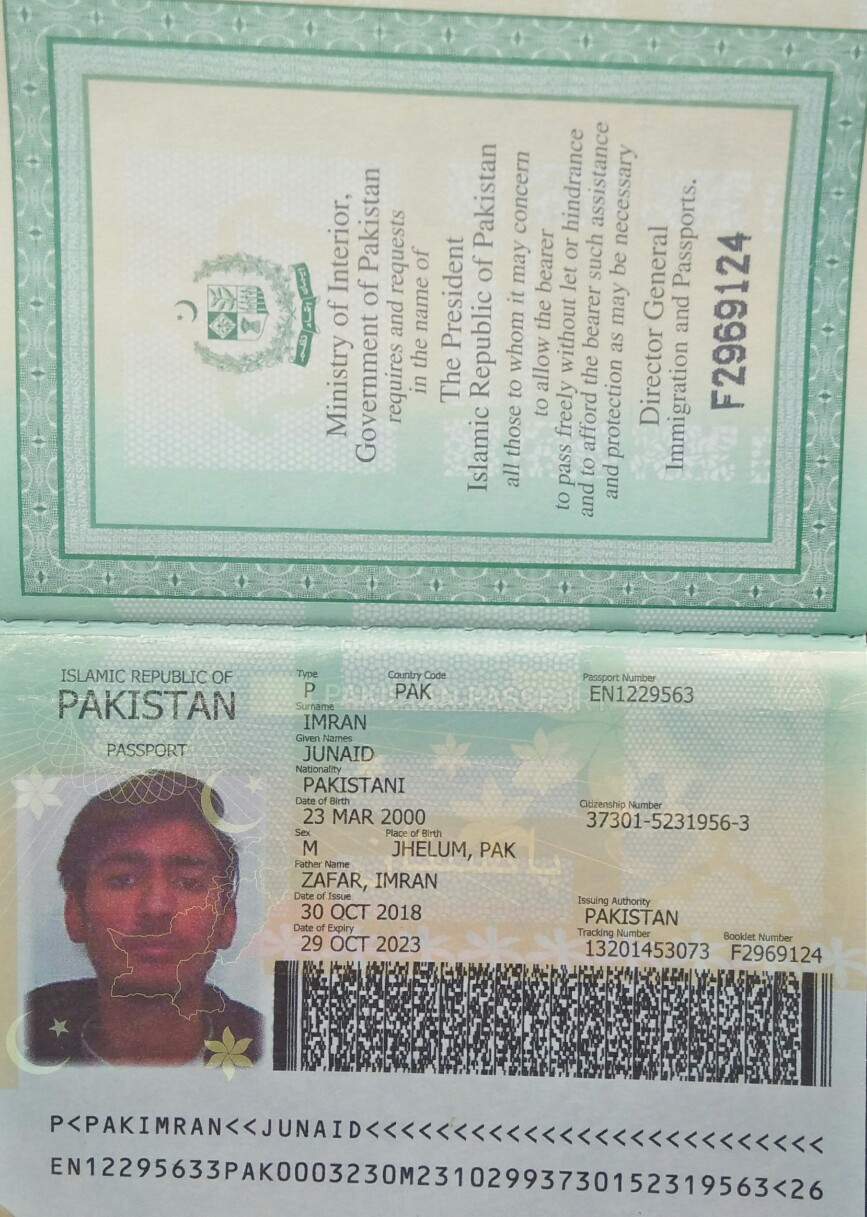 Ministry of Interior,
Government of Pakistan
requires and requests
in the name of
The President
Islamic Republic of Pakistan
all those to whom it may concern
to allow the bearer
to pass freely without let or hindrance
and to afford the bearer such assistance
and protection as may be necessary
Director General
Immigration and Passports.
F2969124
ISLAMIC REPUBLIC OF
PAKISTAN
PASSPORT
Type Country Code Passport Number
P PAK EN1229563
Surname
IMRAN
Given Names
JUNAID
Nationality
PAKISTANI
Date of Birth Citizenship Number
23 MAR 2000 37301-5231956-3
Sex Place of Birth
M JHELUM, PAK
Father Name
ZAFAR, IMRAN
Date of Issue Issuing Authority
30 OCT 2018 PAKISTAN
Date of Expiry Tracking Number Booklet Number
29 OCT 2023 13201453073 F2969124
P<PAKIMRAN<<JUNAID<<<<<<<<<<<<<<<<<<<<<<<<<<
EN12295633PAK0003230M23102993730152319563<26